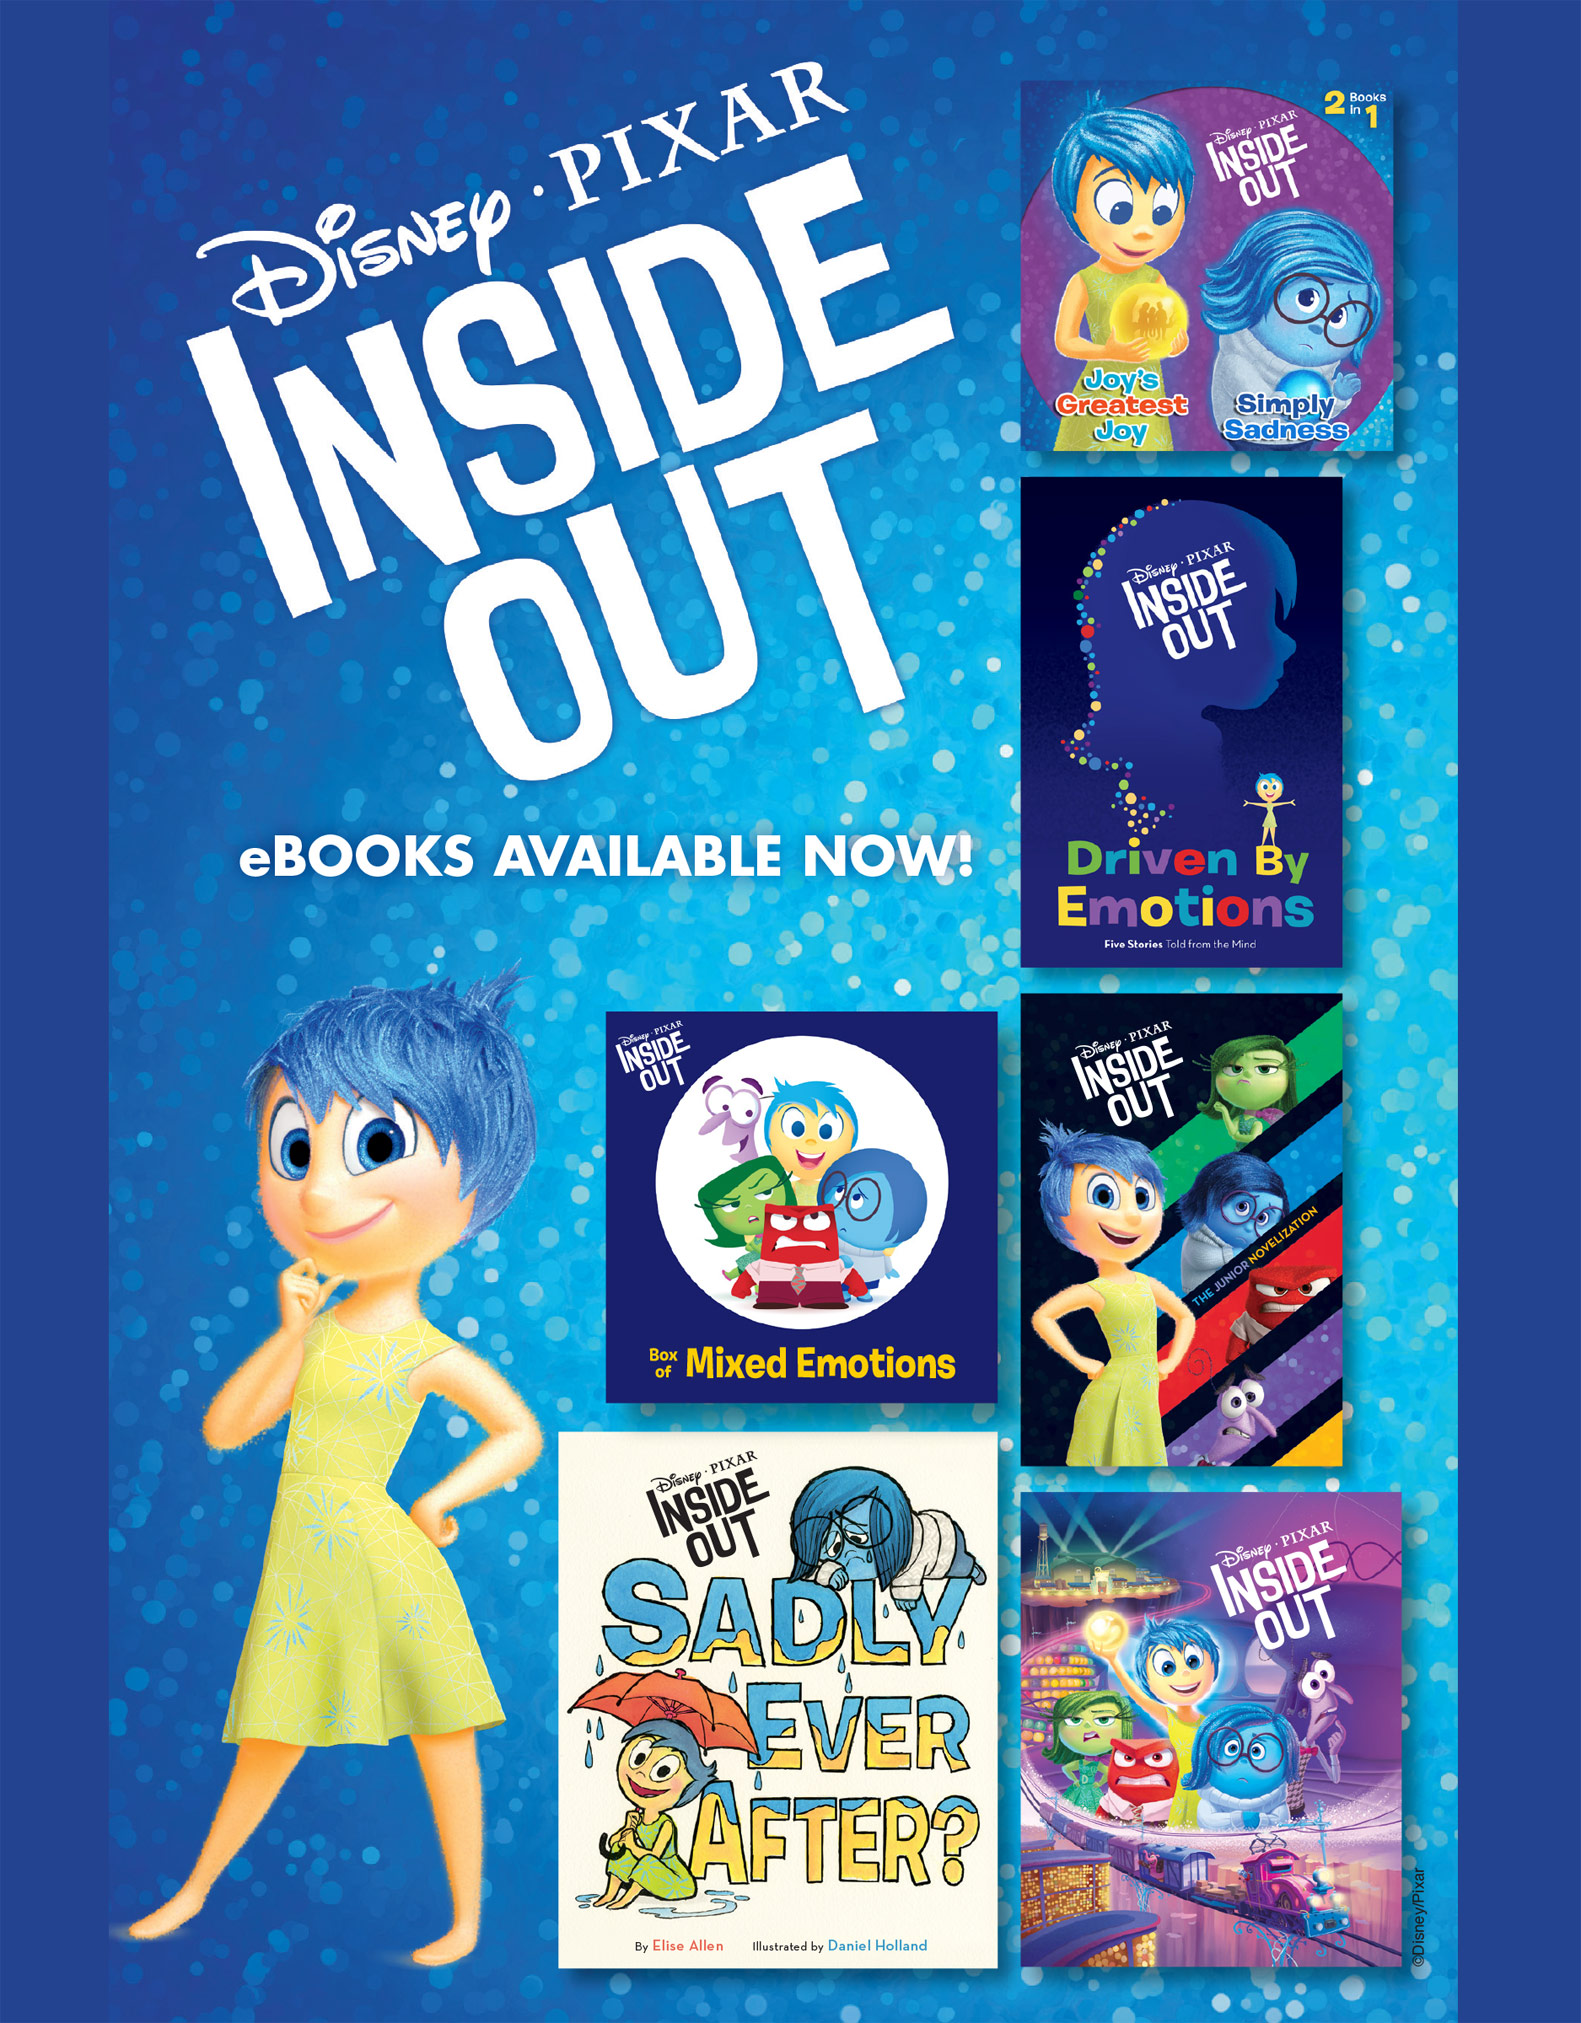 Disney · PIXAR
INSIDE
OUT
eBOOKS AVAILABLE NOW!
2 Books
In 1
Disney · PIXAR
INSIDE
OUT
Joy's
Greatest
Joy
Simply
Sadness
Disney · PIXAR
INSIDE
OUT
Driven By
Emotions
Five Stories Told from the Mind
Disney · PIXAR
INSIDE
OUT
Box
of Mixed Emotions
Disney · PIXAR
INSIDE
OUT
THE JUNIOR NOVELIZATION
Disney · PIXAR
INSIDE
OUT
SADLY
EVER
AFTER?
By Elise Allen Illustrated by Daniel Holland
Disney · PIXAR
INSIDE
OUT
©Disney/Pixar